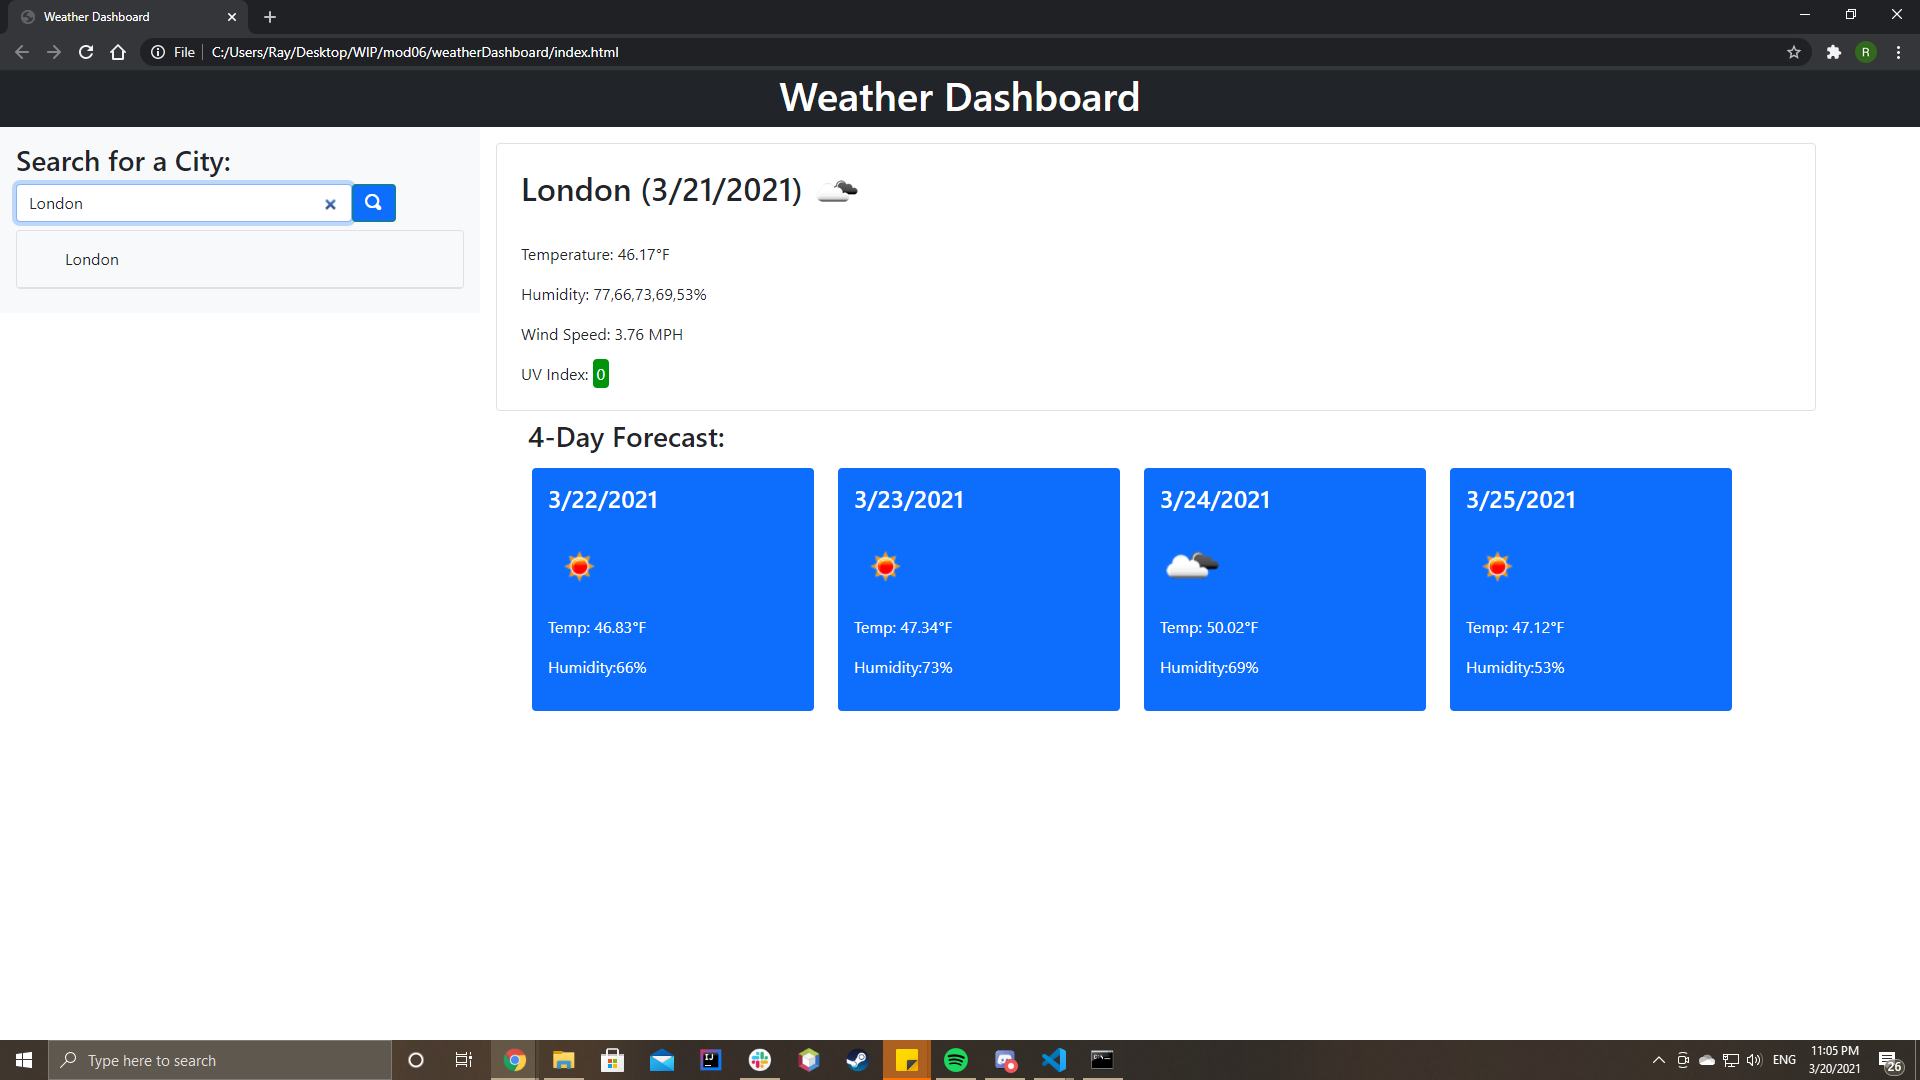 Weather Dashboard
File C:/Users/Ray/Desktop/WIP/mod06/weatherDashboard/index.html
R
Weather Dashboard
Search for a City:
London
London
London (3/21/2021)
Temperature: 46.17°F
Humidity: 77,66,73,69,53%
Wind Speed: 3.76 MPH
UV Index: 0
4-Day Forecast:
3/22/2021
Temp: 46.83°F
Humidity:66%
3/23/2021
Temp: 47.34°F
Humidity:73%
3/24/2021
Temp: 50.02°F
Humidity:69%
3/25/2021
Temp: 47.12°F
Humidity:53%
Type here to search
IJ
ENG
11:05 PM
3/20/2021
26